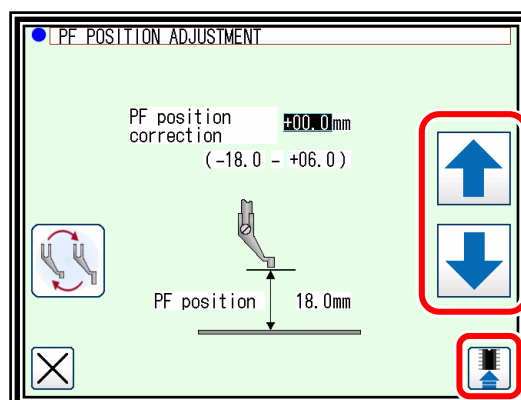 PF POSITION ADJUSTMENT
PF position
correction
+00.0mm
(-18.0 - +06.0)
PF position 18.0mm